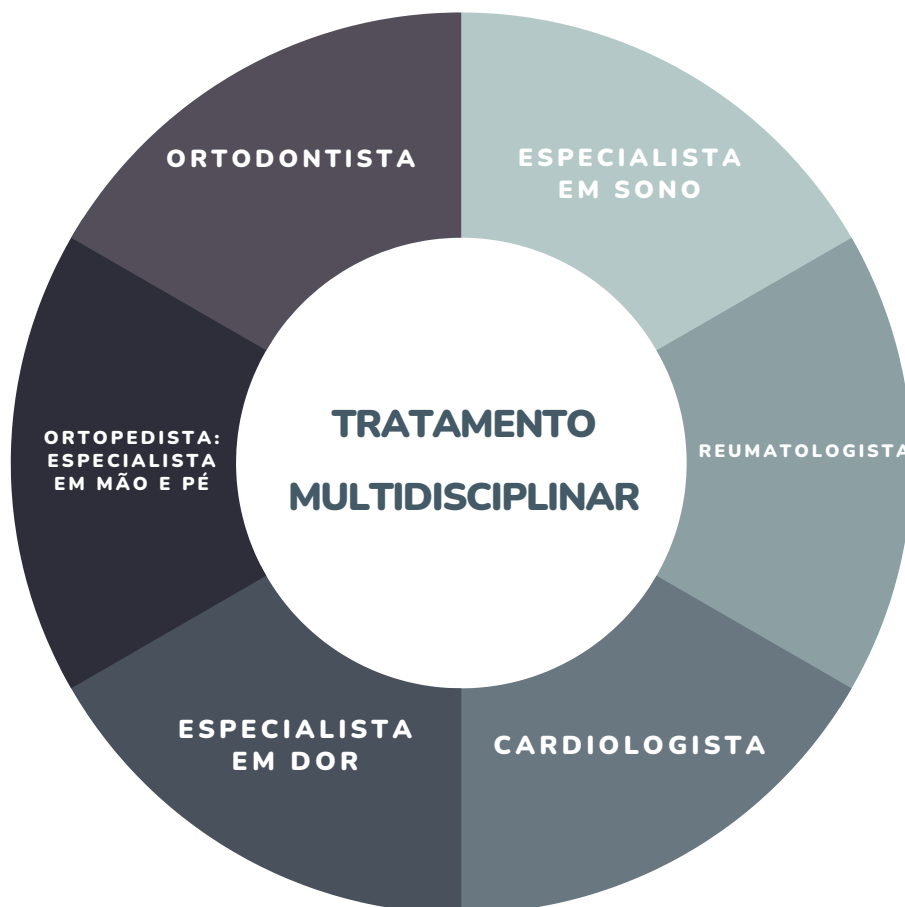 ORTODONTISTA
ESPECIALISTA
EM SONO
REUMATOLOGISTA
CARDIOLOGISTA
ESPECIALISTA
EM DOR
ORTOPEDISTA:
ESPECIALISTA
EM MÃO E PÉ
TRATAMENTO
MULTIDISCIPLINAR